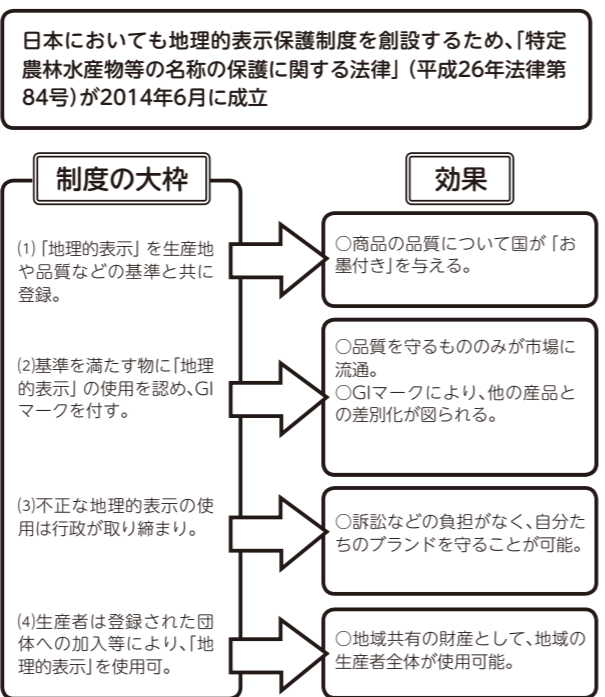 日本においても地理的表示保護制度を創設するため、「特定
農林水産物等の名称の保護に関する法律」(平成26年法律第
84号)が2014年6月に成立
制度の大枠
効果
⑴「地理的表示」を生産地
や品質などの基準と共に
登録。
○商品の品質について国が「お
墨付き」を与える。
⑵基準を満たす物に「地理
的表示」の使用を認め、GI
マークを付す。
○品質を守るもののみが市場に
流通。
○GIマークにより、他の産品と
の差別化が図られる。
⑶不正な地理的表示の使
用は行政が取り締まり。
○訴訟などの負担がなく、自分た
ちのブランドを守ることが可能。
⑷生産者は登録された団
体への加入等により、「地
理的表示」を使用可。
○地域共有の財産として、地域の
生産者全体が使用可能。